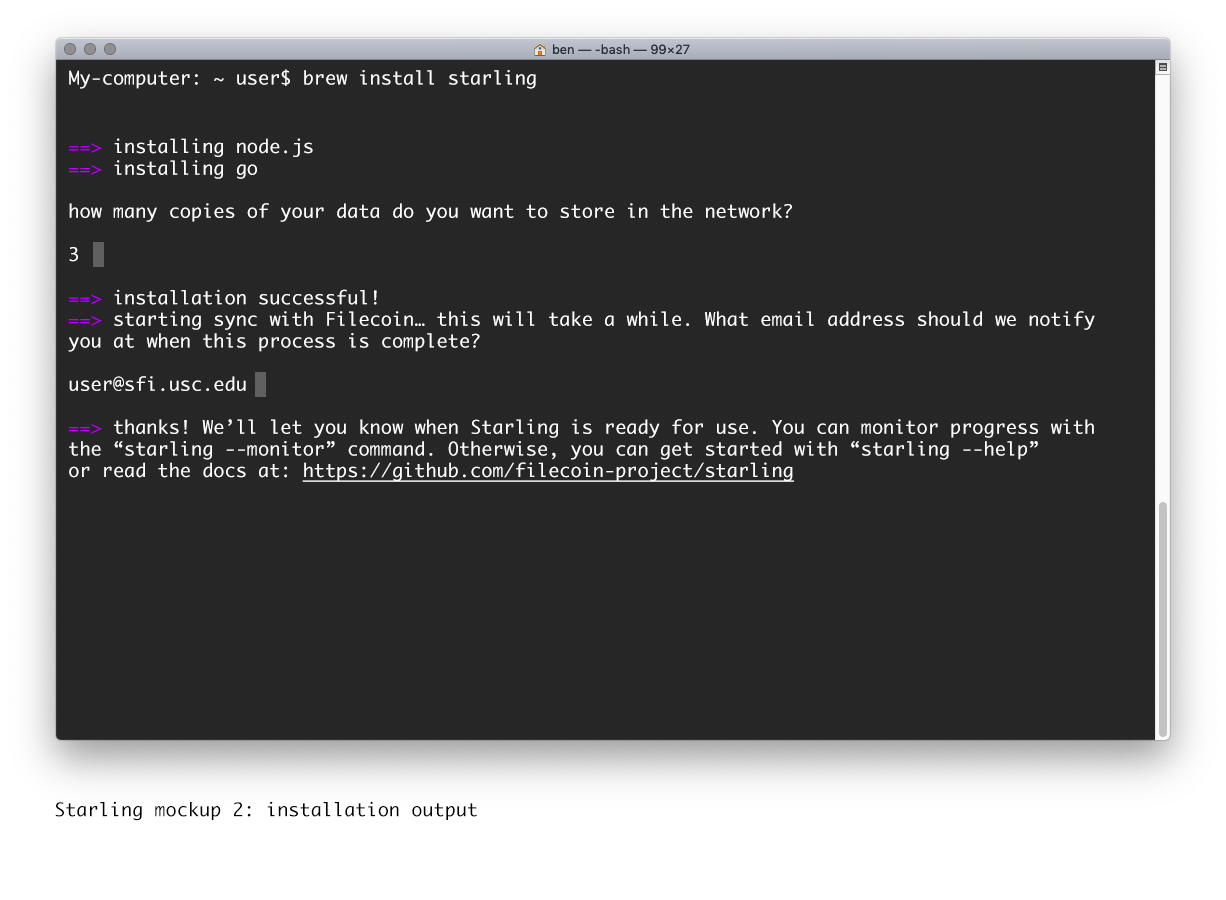 ben — -bash — 99×27
My-computer: ~ user$ brew install starling
==> installing node.js
==> installing go
how many copies of your data do you want to store in the network?
3
==> installation successful!
==> starting sync with Filecoin… this will take a while. What email address should we notify
you at when this process is complete?
user@sfi.usc.edu
==> thanks! We’ll let you know when Starling is ready for use. You can monitor progress with
the “starling --monitor” command. Otherwise, you can get started with “starling --help”
or read the docs at: https://github.com/filecoin-project/starling
Starling mockup 2: installation output